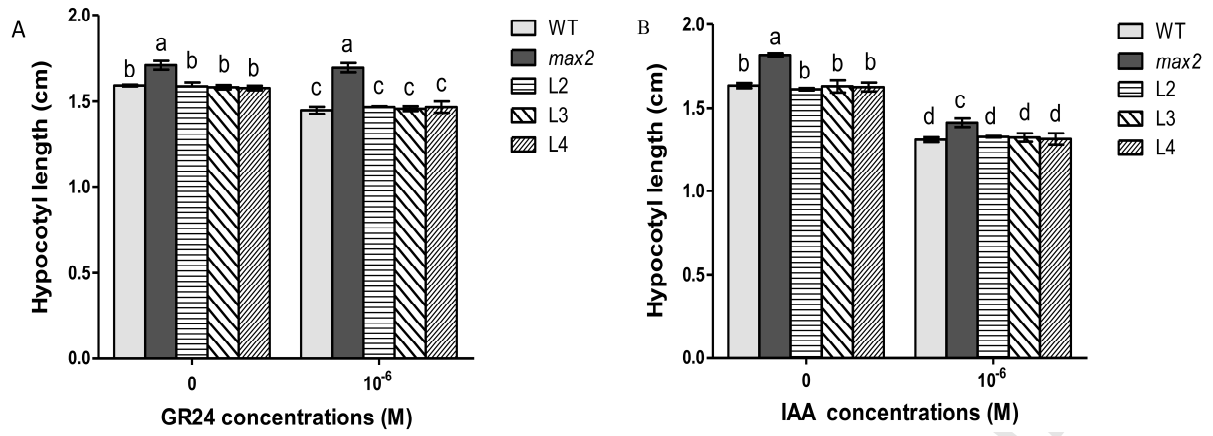 A
2.0
1.5
1.0
0.5
0.0
Hypocotyl length (cm)
b a b b b
c a c c c
0
10-6
GR24 concentrations (M)
WT
max2
L2
L3
L4
B
2.0
1.5
1.0
0.5
0.0
Hypocotyl length (cm)
b a b b b
d c d d d
0
10-6
IAA concentrations (M)
WT
max2
L2
L3
L4